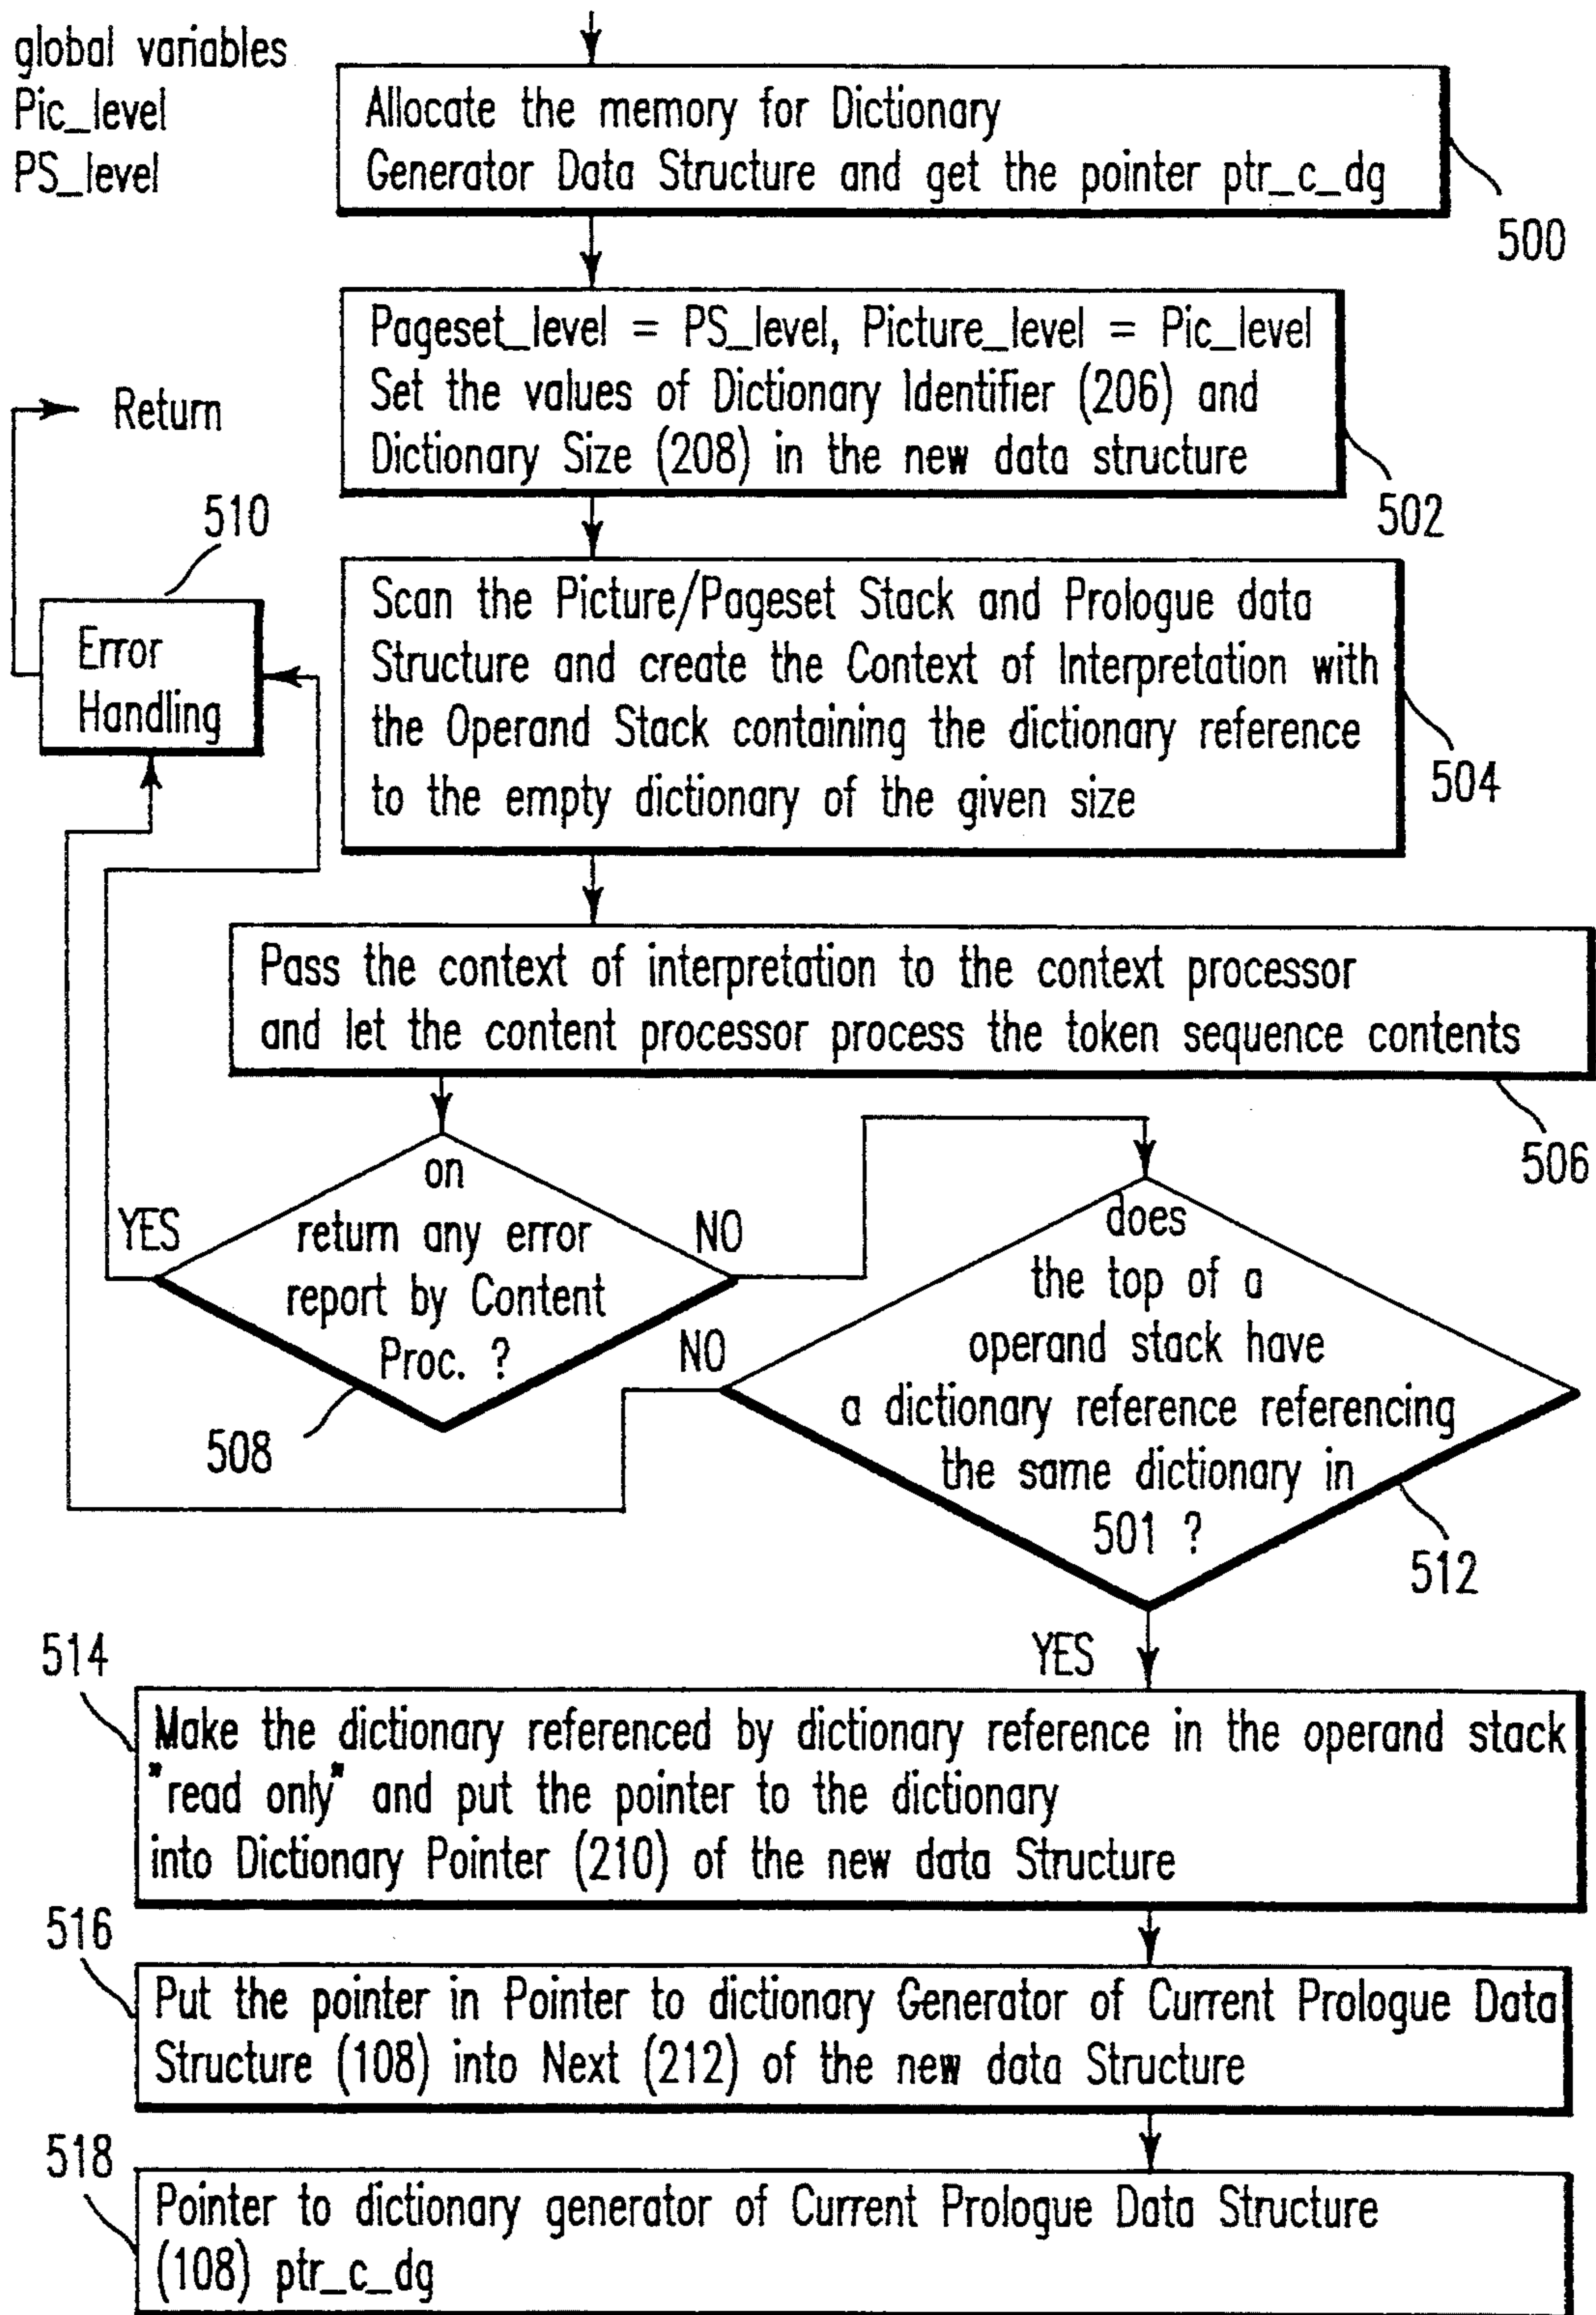 global variables
Pic_level
PS_level
Allocate the memory for Dictionary
Generator Data Structure and get the pointer ptr_c_dg
500
Pageset_level = PS_level, Picture_level = Pic_level
Set the values of Dictionary Identifier (206) and
Dictionary Size (208) in the new data structure
502
Return
510
Error
Handling
Scan the Picture/Pageset Stack and Prologue data
Structure and create the Context of Interpretation with
the Operand Stack containing the dictionary reference
to the empty dictionary of the given size
504
Pass the context of interpretation to the context processor
and let the content processor process the token sequence contents
506
on
return any error
report by Content
Proc. ?
YES
NO
508
does
the top of a
operand stack have
a dictionary reference referencing
the same dictionary in
501 ?
NO
512
YES
514
Make the dictionary referenced by dictionary reference in the operand stack
"read only" and put the pointer to the dictionary
into Dictionary Pointer (210) of the new data Structure
516
Put the pointer in Pointer to dictionary Generator of Current Prologue Data
Structure (108) into Next (212) of the new data Structure
518
Pointer to dictionary generator of Current Prologue Data Structure
(108) ptr_c_dg